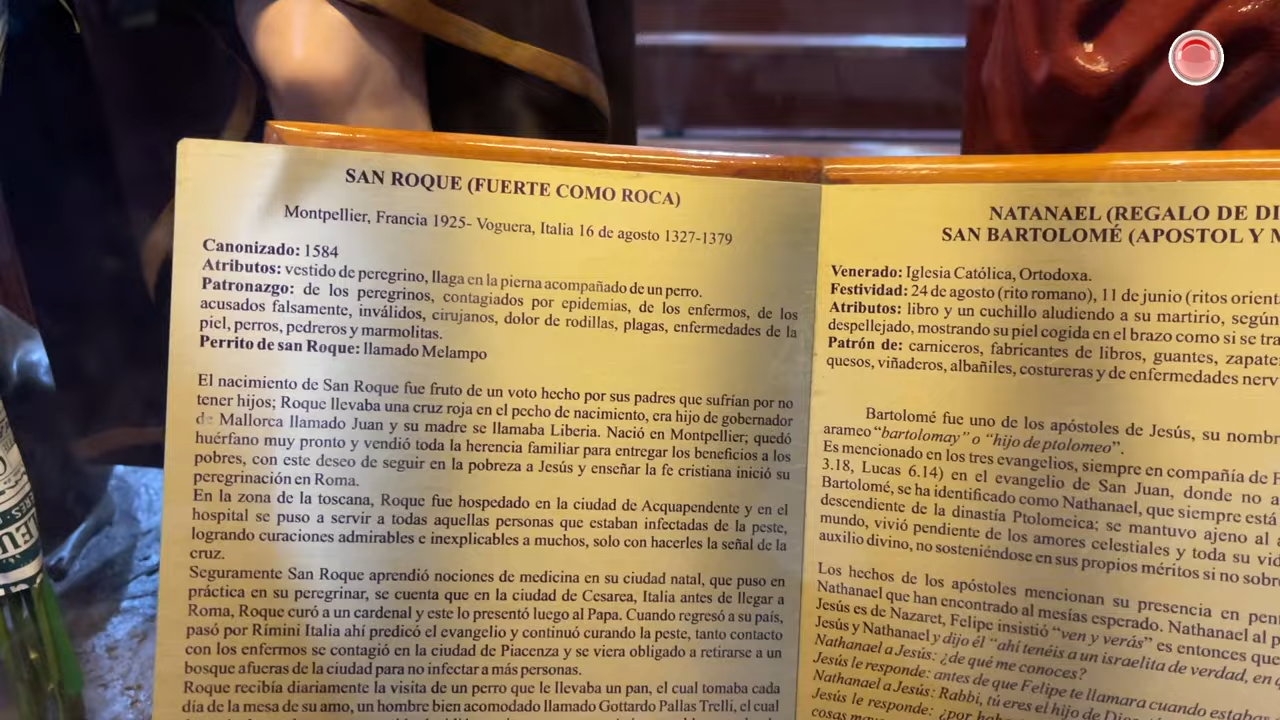 SAN ROQUE (FUERTE COMO ROCA)
Montpellier, Francia 1925- Voguera, Italia 16 de agosto 1327-1379
Canonizado: 1584
Atributos: vestido de peregrino, llaga en la pierna acompañado de un perro.
Patronazgo: de los peregrinos, contagiados por epidemias, de los enfermos, de los
acusados falsamente, inválidos, cirujanos, dolor de rodillas, plagas, enfermedades de la
piel, perros, pedreros y marmolitas.
Perrito de san Roque: llamado Melampo
El nacimiento de San Roque fue fruto de un voto hecho por sus padres que sufrían por no
tener hijos; Roque llevaba una cruz roja en el pecho de nacimiento, era hijo de gobernador
de Mallorca llamado Juan y su madre se llamaba Liberia. Nació en Montpellier; quedó
huérfano muy pronto y vendió toda la herencia familiar para entregar los beneficios a los
pobres, con este deseo de seguir en la pobreza a Jesús y enseñar la fe cristiana inició su
peregrinación en Roma.
En la zona de la toscana, Roque fue hospedado en la ciudad de Acquapendente y en el
hospital se puso a servir a todas aquellas personas que estaban infectadas de la peste,
logrando curaciones admirables e inexplicables a muchos, solo con hacerles la señal de la
cruz.
Seguramente San Roque aprendió nociones de medicina en su ciudad natal, que puso en
práctica en su peregrinar, se cuenta que en la ciudad de Cesarea, Italia antes de llegar a
Roma, Roque curó a un cardenal y este lo presentó luego al Papa. Cuando regresó a su país,
pasó por Rímini Italia ahí predicó el evangelio y continuó curando la peste, tanto contacto
con los enfermos se contagió en la ciudad de Piacenza y se viera obligado a retirarse a un
bosque afueras de la ciudad para no infectar a más personas.
Roque recibía diariamente la visita de un perro que le llevaba un pan, el cual tomaba cada
día de la mesa de su amo, un hombre bien acomodado llamado Gottardo Pallas Trelli, el cual
NATANAEL (REGALO DE DI
SAN BARTOLOMÉ (APOSTOL Y M
Venerado: Iglesia Católica, Ortodoxa.
Festividad: 24 de agosto (rito romano), 11 de junio (ritos orient
Atributos: libro y un cuchillo aludiendo a su martirio, según
despellejado, mostrando su piel cogida en el brazo como si se tra
Patrón de: carniceros, fabricantes de libros, guantes, zapate
quesos, viñaderos, albañiles, costureras y de enfermedades nerv
Bartolomé fue uno de los apóstoles de Jesús, su nombr
arameo “bartolomay” o “hijo de ptolomeo”.
Es mencionado en los tres evangelios, siempre en compañía de F
3.18, Lucas 6.14) en el evangelio de San Juan, donde no a
Bartolomé, se ha identificado como Nathanael, que siempre está
descendiente de la dinastía Ptolomeica; se mantuvo ajeno al
mundo, vivió pendiente de los amores celestiales y toda su vid
auxilio divino, no sosteniéndose en sus propios méritos si no sobr
Los hechos de los apóstoles mencionan su presencia en pen
Nathanael que han encontrado al mesías esperado. Nathanael al p
Jesús es de Nazaret, Felipe insistió “ven y verás” es entonces que
Jesús y Nathanael y dijo él “ahí tenéis a un israelita de verdad, en
Nathanael a Jesús: ¿de qué me conoces?
Jesús le responde: antes de que Felipe te llamara cuando estabas
Nathanael a Jesús: Rabbi, tú eres el hijo de
Jesús le responde: ¿por
cosas